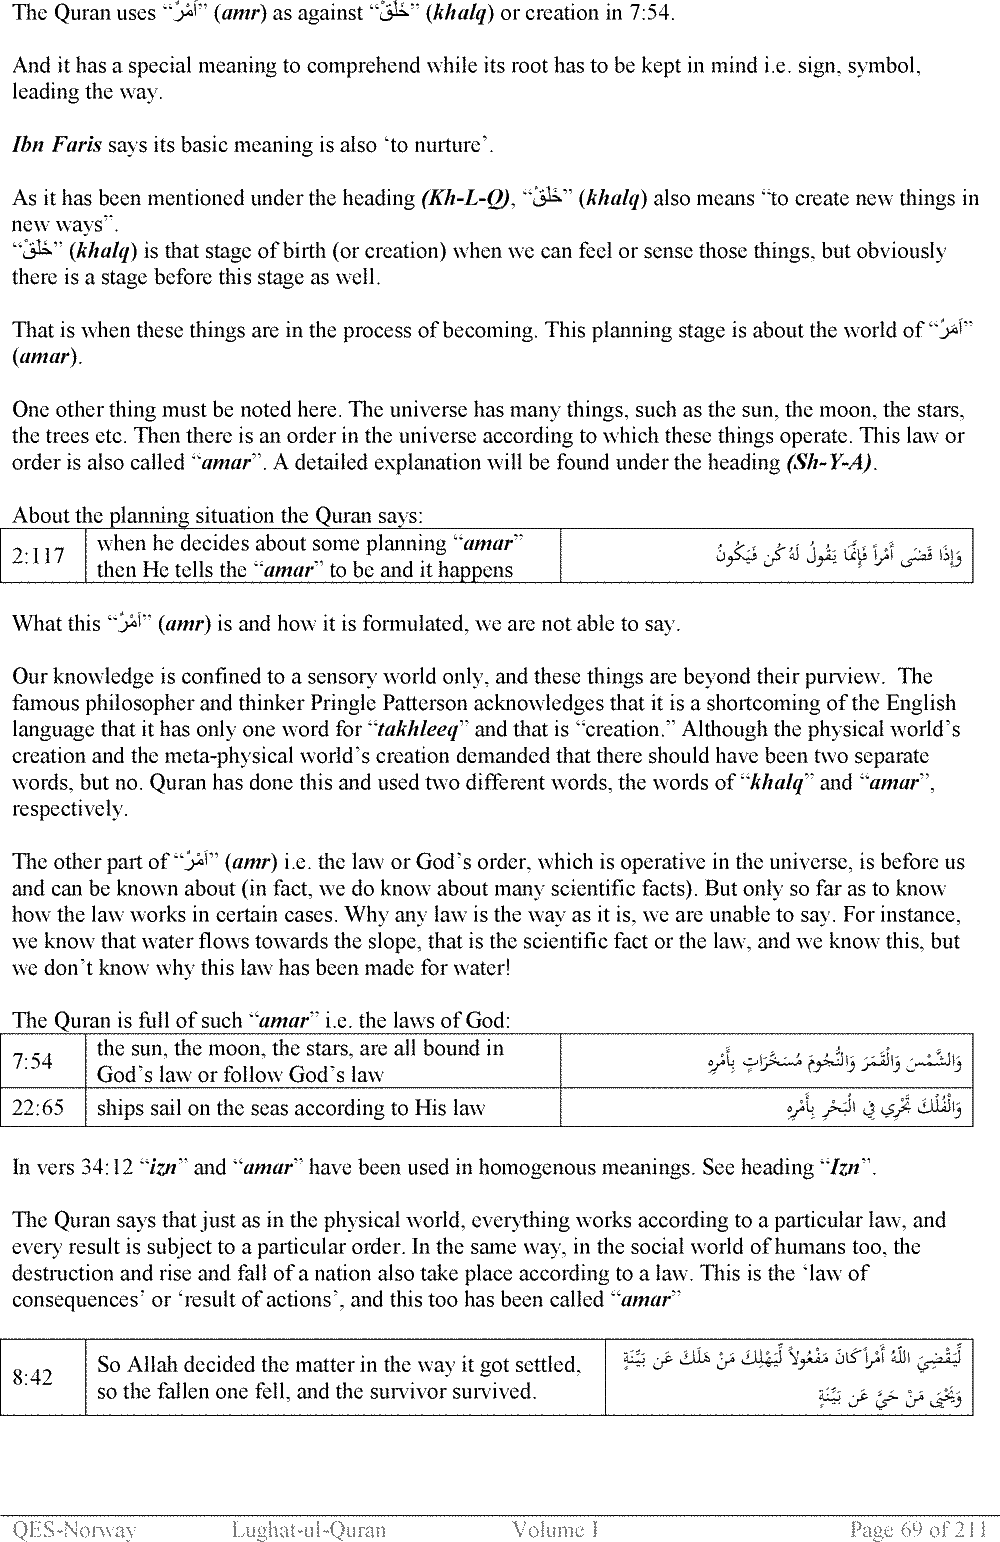 The Quran uses “اَمْرٌ” (amr) as against “خَلْقٌ” (khalq) or creation in 7:54.
And it has a special meaning to comprehend while its root has to be kept in mind i.e. sign, symbol,
leading the way.
Ibn Faris says its basic meaning is also ‘to nurture’.
As it has been mentioned under the heading (Kh-L-Q), “خَلْقٌ” (khalq) also means “to create new things in
new ways”.
“خَلْقٌ” (khalq) is that stage of birth (or creation) when we can feel or sense those things, but obviously
there is a stage before this stage as well.
That is when these things are in the process of becoming. This planning stage is about the world of “اَمَرٌ”
(amar).
One other thing must be noted here. The universe has many things, such as the sun, the moon, the stars,
the trees etc. Then there is an order in the universe according to which these things operate. This law or
order is also called “amar”. A detailed explanation will be found under the heading (Sh-Y-A).
About the planning situation the Quran says:
2:117
when he decides about some planning “amar”
then He tells the “amar” to be and it happens
وَإِذَا قَضَى أَمْراً فَإِنَّمَا يَقُولُ لَهُ كُن فَيَكُونُ
What this “اَمْرٌ” (amr) is and how it is formulated, we are not able to say.
Our knowledge is confined to a sensory world only, and these things are beyond their purview.  The
famous philosopher and thinker Pringle Patterson acknowledges that it is a shortcoming of the English
language that it has only one word for “takhleeq” and that is “creation.” Although the physical world’s
creation and the meta-physical world’s creation demanded that there should have been two separate
words, but no. Quran has done this and used two different words, the words of “khalq” and “amar”,
respectively.
The other part of “اَمْرٌ” (amr) i.e. the law or God’s order, which is operative in the universe, is before us
and can be known about (in fact, we do know about many scientific facts). But only so far as to know
how the law works in certain cases. Why any law is the way as it is, we are unable to say. For instance,
we know that water flows towards the slope, that is the scientific fact or the law, and we know this, but
we don’t know why this law has been made for water!
The Quran is full of such “amar” i.e. the laws of God:
7:54
the sun, the moon, the stars, are all bound in
God’s law or follow God’s law
وَالشَّمْسَ وَالْقَمَرَ وَالنُّجُومَ مُسَخَّرَاتٍ بِأَمْرِهِ
22:65
ships sail on the seas according to His law
وَالْفُلْكَ تَجْرِي فِي الْبَحْرِ بِأَمْرِهِ
In vers 34:12 “izn” and “amar” have been used in homogenous meanings. See heading “Izn”.
The Quran says that just as in the physical world, everything works according to a particular law, and
every result is subject to a particular order. In the same way, in the social world of humans too, the
destruction and rise and fall of a nation also take place according to a law. This is the ‘law of
consequences’ or ‘result of actions’, and this too has been called “amar”
8:42
So Allah decided the matter in the way it got settled,
so the fallen one fell, and the survivor survived.
لِّيَقْضِيَ اللّهُ أَمْراً كَانَ مَفْعُولاً لِّيَهْلِكَ مَنْ هَلَكَ عَن بَيِّنَةٍ
وَيَحْيَى مَنْ حَيَّ عَن بَيِّنَةٍ
QES-Norway Lughat-ul-Quran Volume I Page 69 of 211